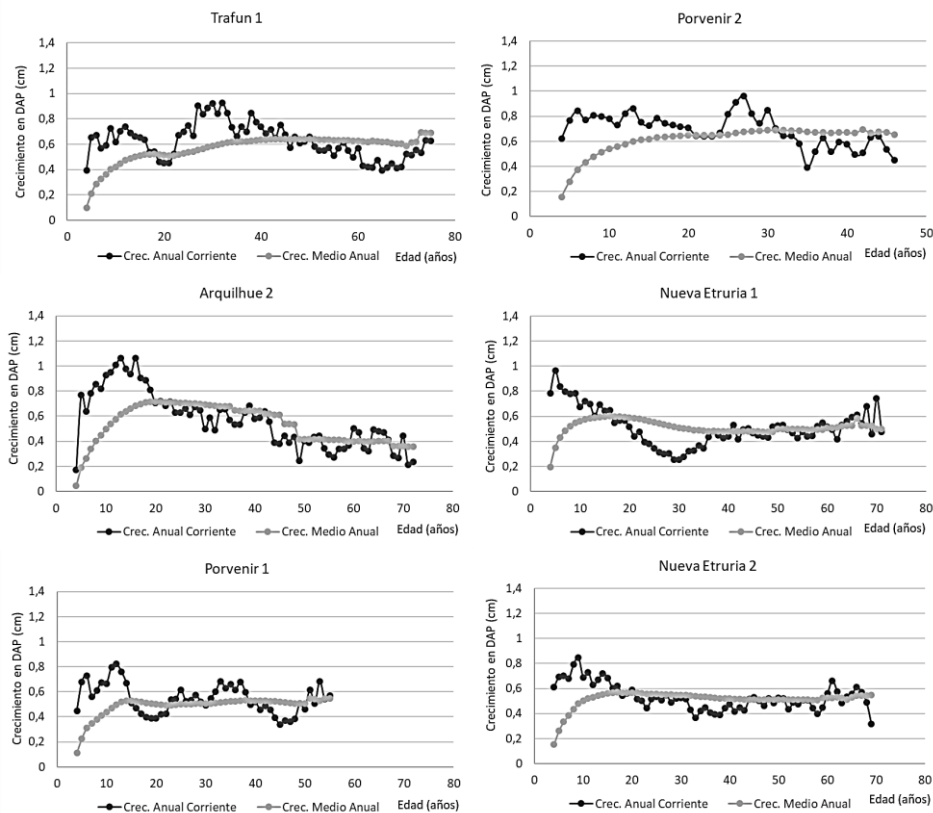 Trafun 1
Crecimiento en DAP (cm)
1,4
1,2
1
0,8
0,6
0,4
0,2
0
0 20 40 60 80
Crec. Anual Corriente Crec. Medio Anual Edad (años)
Porvenir 2
Crecimiento en DAP (cm)
1,4
1,2
1
0,8
0,6
0,4
0,2
0
0 10 20 30 40 50
Crec. Anual Corriente Crec. Medio Anual Edad (años)
Arquilhue 2
Crecimiento en DAP (cm)
1,4
1,2
1
0,8
0,6
0,4
0,2
0
0 10 20 30 40 50 60 70 80
Crec. Anual Corriente Crec. Medio Anual Edad (años)
Nueva Etruria 1
Crecimiento en DAP (cm)
1,4
1,2
1
0,8
0,6
0,4
0,2
0
0 10 20 30 40 50 60 70 80
Crec. Anual Corriente Crec. Medio Anual Edad (años)
Porvenir 1
Crecimiento en DAP (cm)
1,4
1,2
1
0,8
0,6
0,4
0,2
0
0 10 20 30 40 50 60 70 80
Crec. Anual Corriente Crec. Medio Anual Edad (años)
Nueva Etruria 2
Crecimiento en DAP (cm)
1,4
1,2
1
0,8
0,6
0,4
0,2
0
0 10 20 30 40 50 60 70 80
Crec. Anual Corriente Crec. Medio Anual Edad (años)